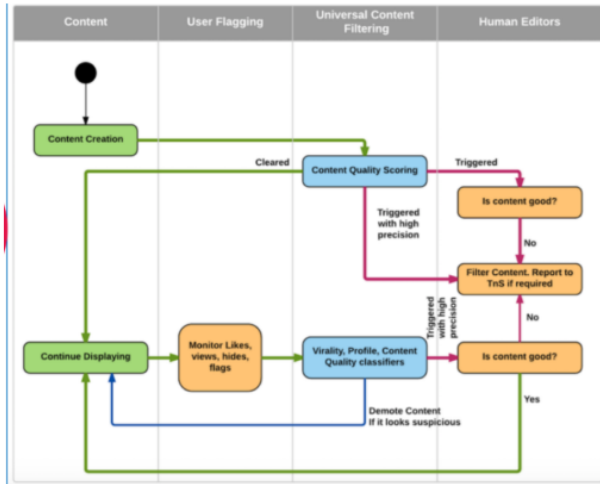 Content
User Flagging
Universal Content
Filtering
Human Editors
Content Creation
Cleared
Content Quality Scoring
Triggered
Is content good?
Triggered
with high
precision
No
Filter Content. Report to
TnS if required
Triggered
with high
precision
No
Continue Displaying
Monitor Likes,
views, hides,
flags
Virality, Profile, Content
Quality classifiers
Is content good?
Demote Content
If it looks suspicious
Yes